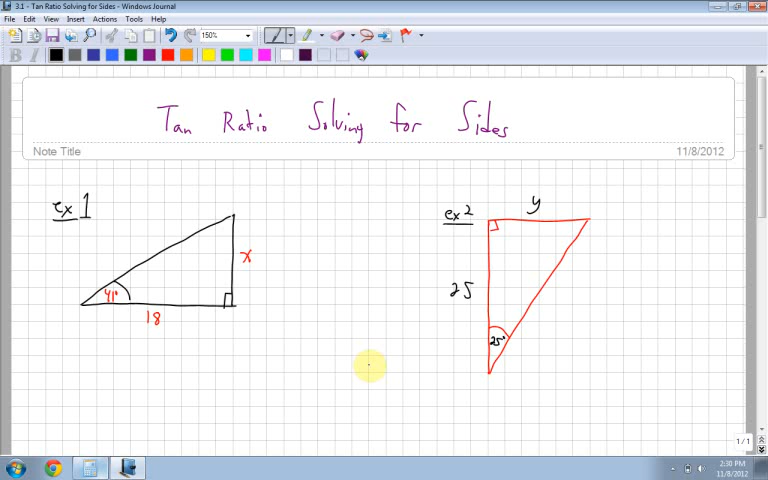 3.1 - Tan Ratio Solving for Sides - Windows Journal
File Edit View Insert Actions Tools Help
150%
B I
Tan Ratio Solving for Sides
Note Title
11/8/2012
ex 1
ex 2
y
x
25
41°
18
25°
1 / 1
2:30 PM
11/8/2012